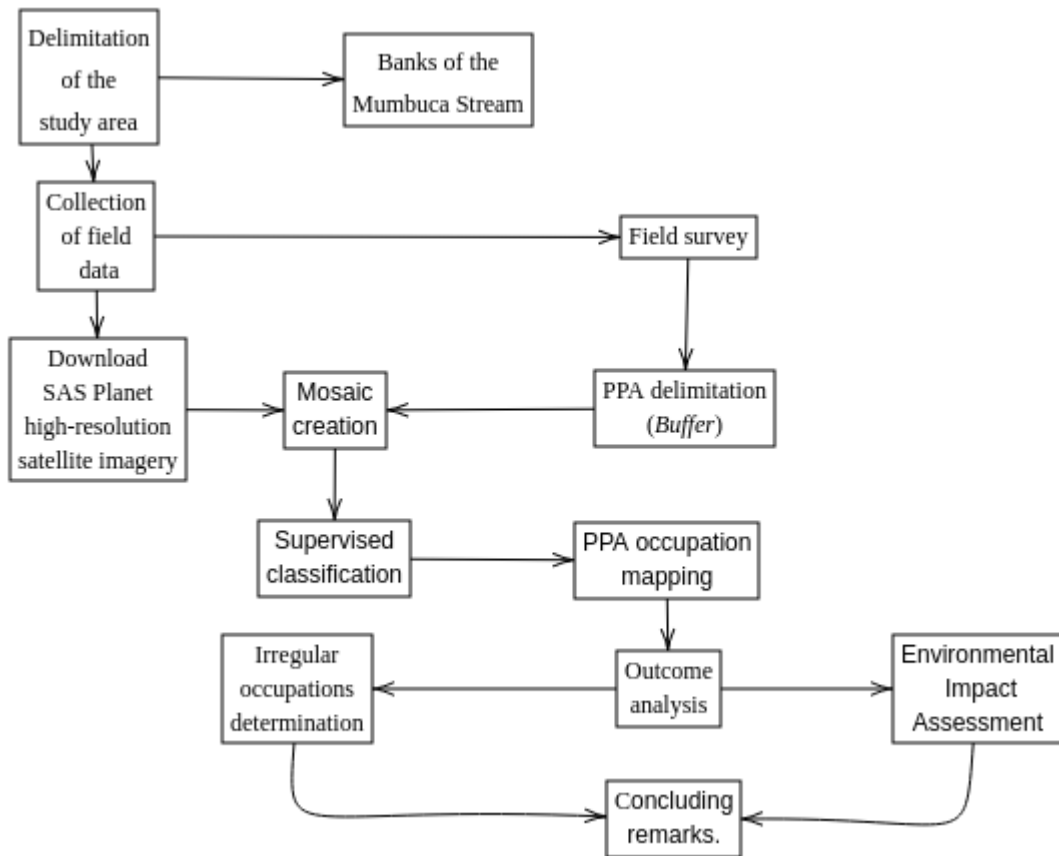 Delimitation
of the
study area
Banks of the
Mumbuca Stream
Collection
of field
data
Field survey
Download
SAS Planet
high-resolution
satellite imagery
Mosaic
creation
PPA delimitation
(Buffer)
Supervised
classification
PPA occupation
mapping
Irregular
occupations
determination
Outcome
analysis
Environmental
Impact
Assessment
Concluding
remarks.